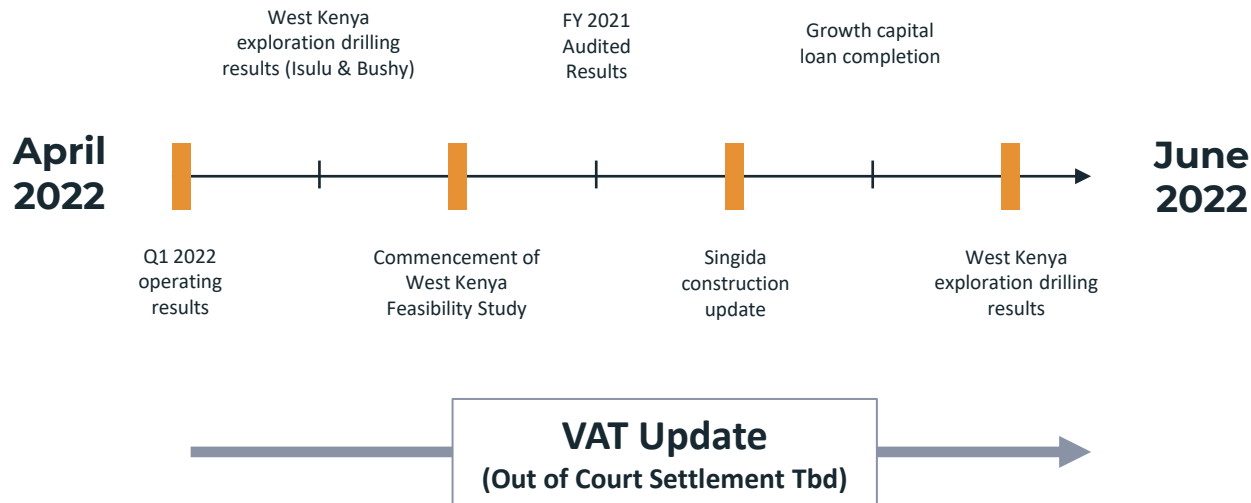 West Kenya
exploration drilling
results (Isulu & Bushy)
FY 2021
Audited
Results
Growth capital
loan completion
April
2022
June
2022
Q1 2022
operating
results
Commencement of
West Kenya
Feasibility Study
Singida
construction
update
West Kenya
exploration drilling
results
VAT Update
(Out of Court Settlement Tbd)